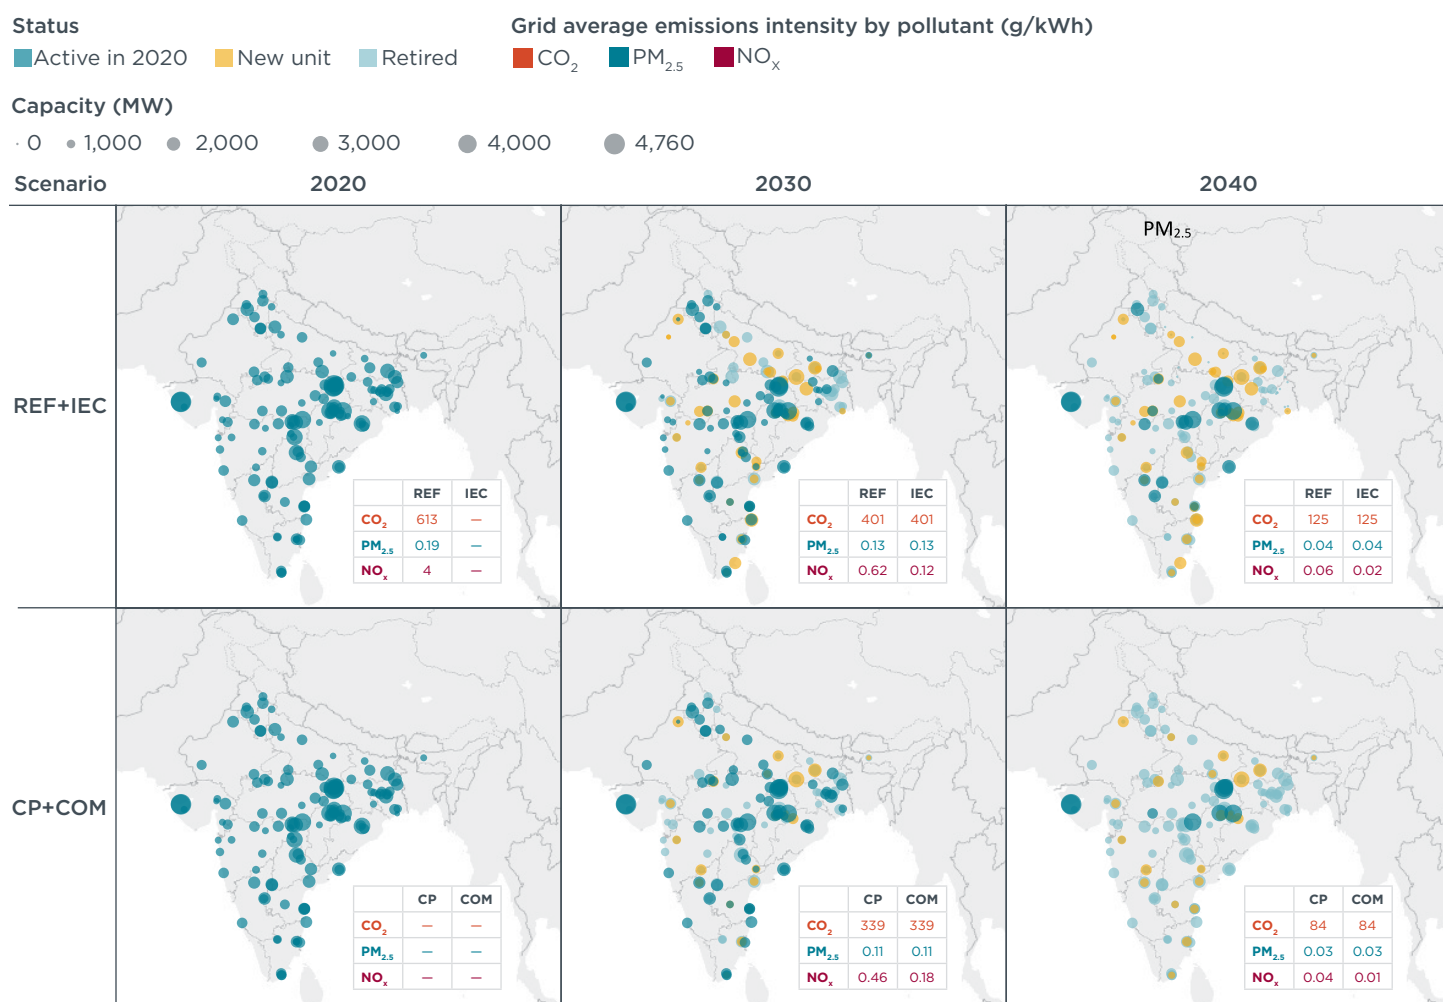 Status
Grid average emissions intensity by pollutant (g/kWh)
Active in 2020 New unit Retired
CO2 PM2.5 NOX
Capacity (MW)
0 1,000 2,000 3,000 4,000 4,760
Scenario 2020 2030 2040
PM2.5
REF+IEC
REF IEC
CO2 613 —
PM2.5 0.19 —
NOx 4 —
REF IEC
CO2 401 401
PM2.5 0.13 0.13
NOx 0.62 0.12
REF IEC
CO2 125 125
PM2.5 0.04 0.04
NOx 0.06 0.02
CP+COM
CP COM
CO2 — —
PM2.5 — —
NOx — —
CP COM
CO2 339 339
PM2.5 0.11 0.11
NOx 0.46 0.18
CP COM
CO2 84 84
PM2.5 0.03 0.03
NOx 0.04 0.01